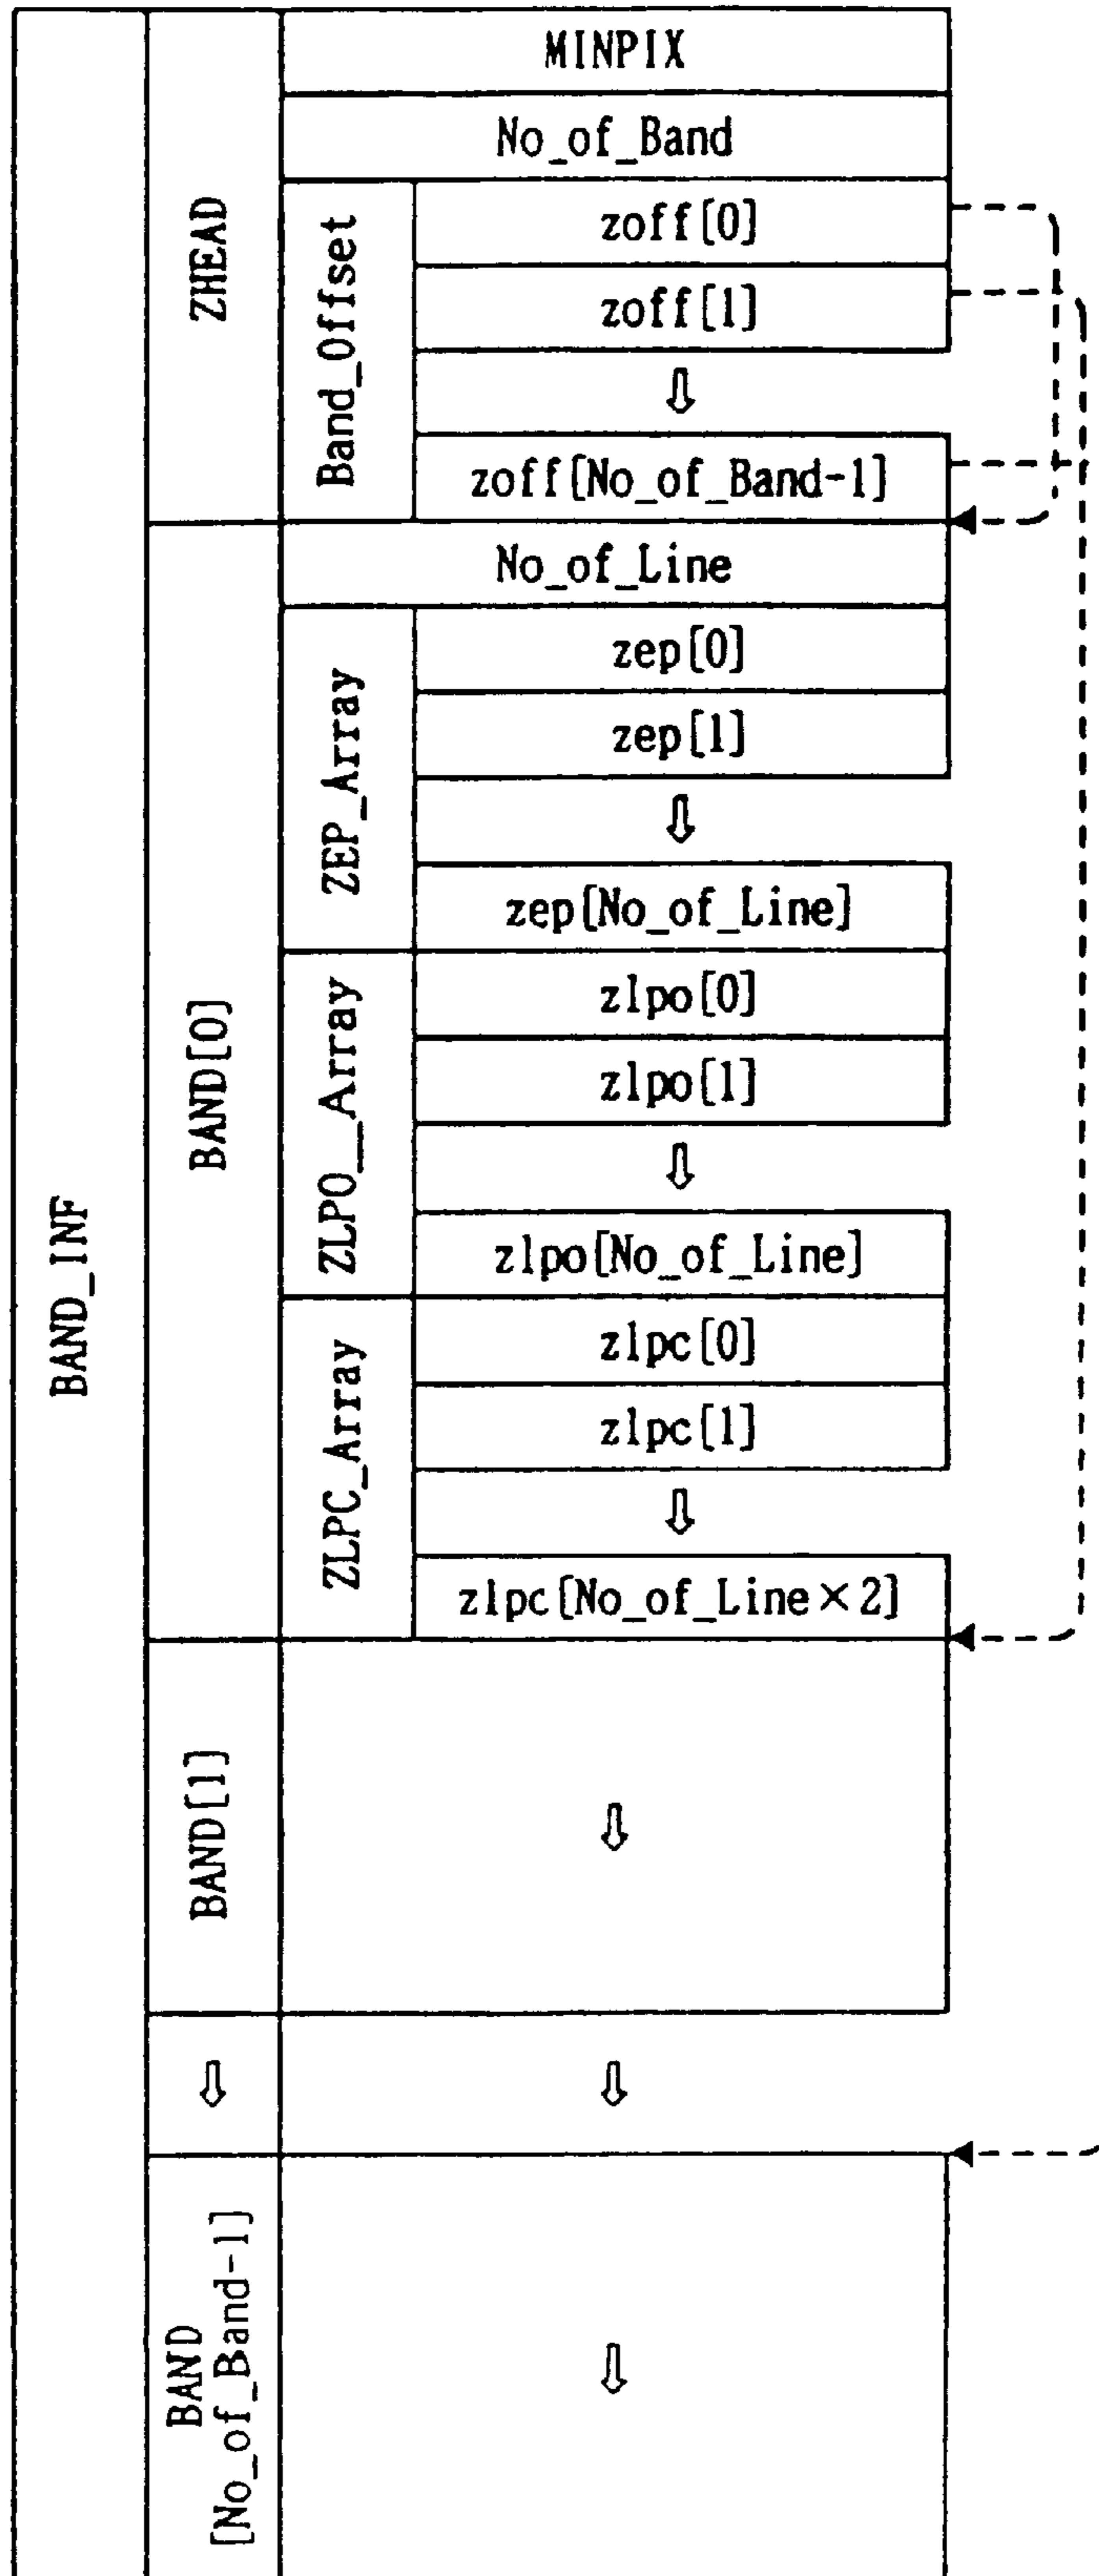 BAND_INF
ZHEAD
MINPIX
No_of_Band
Band_Offset
zoff[0]
zoff[1]
⇩
zoff[No_of_Band-1]
BAND[0]
No_of_Line
ZEP_Array
zep[0]
zep[1]
⇩
zep[No_of_Line]
ZLPO_Array
zlpo[0]
zlpo[1]
⇩
zlpo[No_of_Line]
ZLPC_Array
zlpc[0]
zlpc[1]
⇩
zlpc[No_of_Line×2]
BAND[1]
⇩
⇩
⇩
BAND
[No_of_Band-1]
⇩